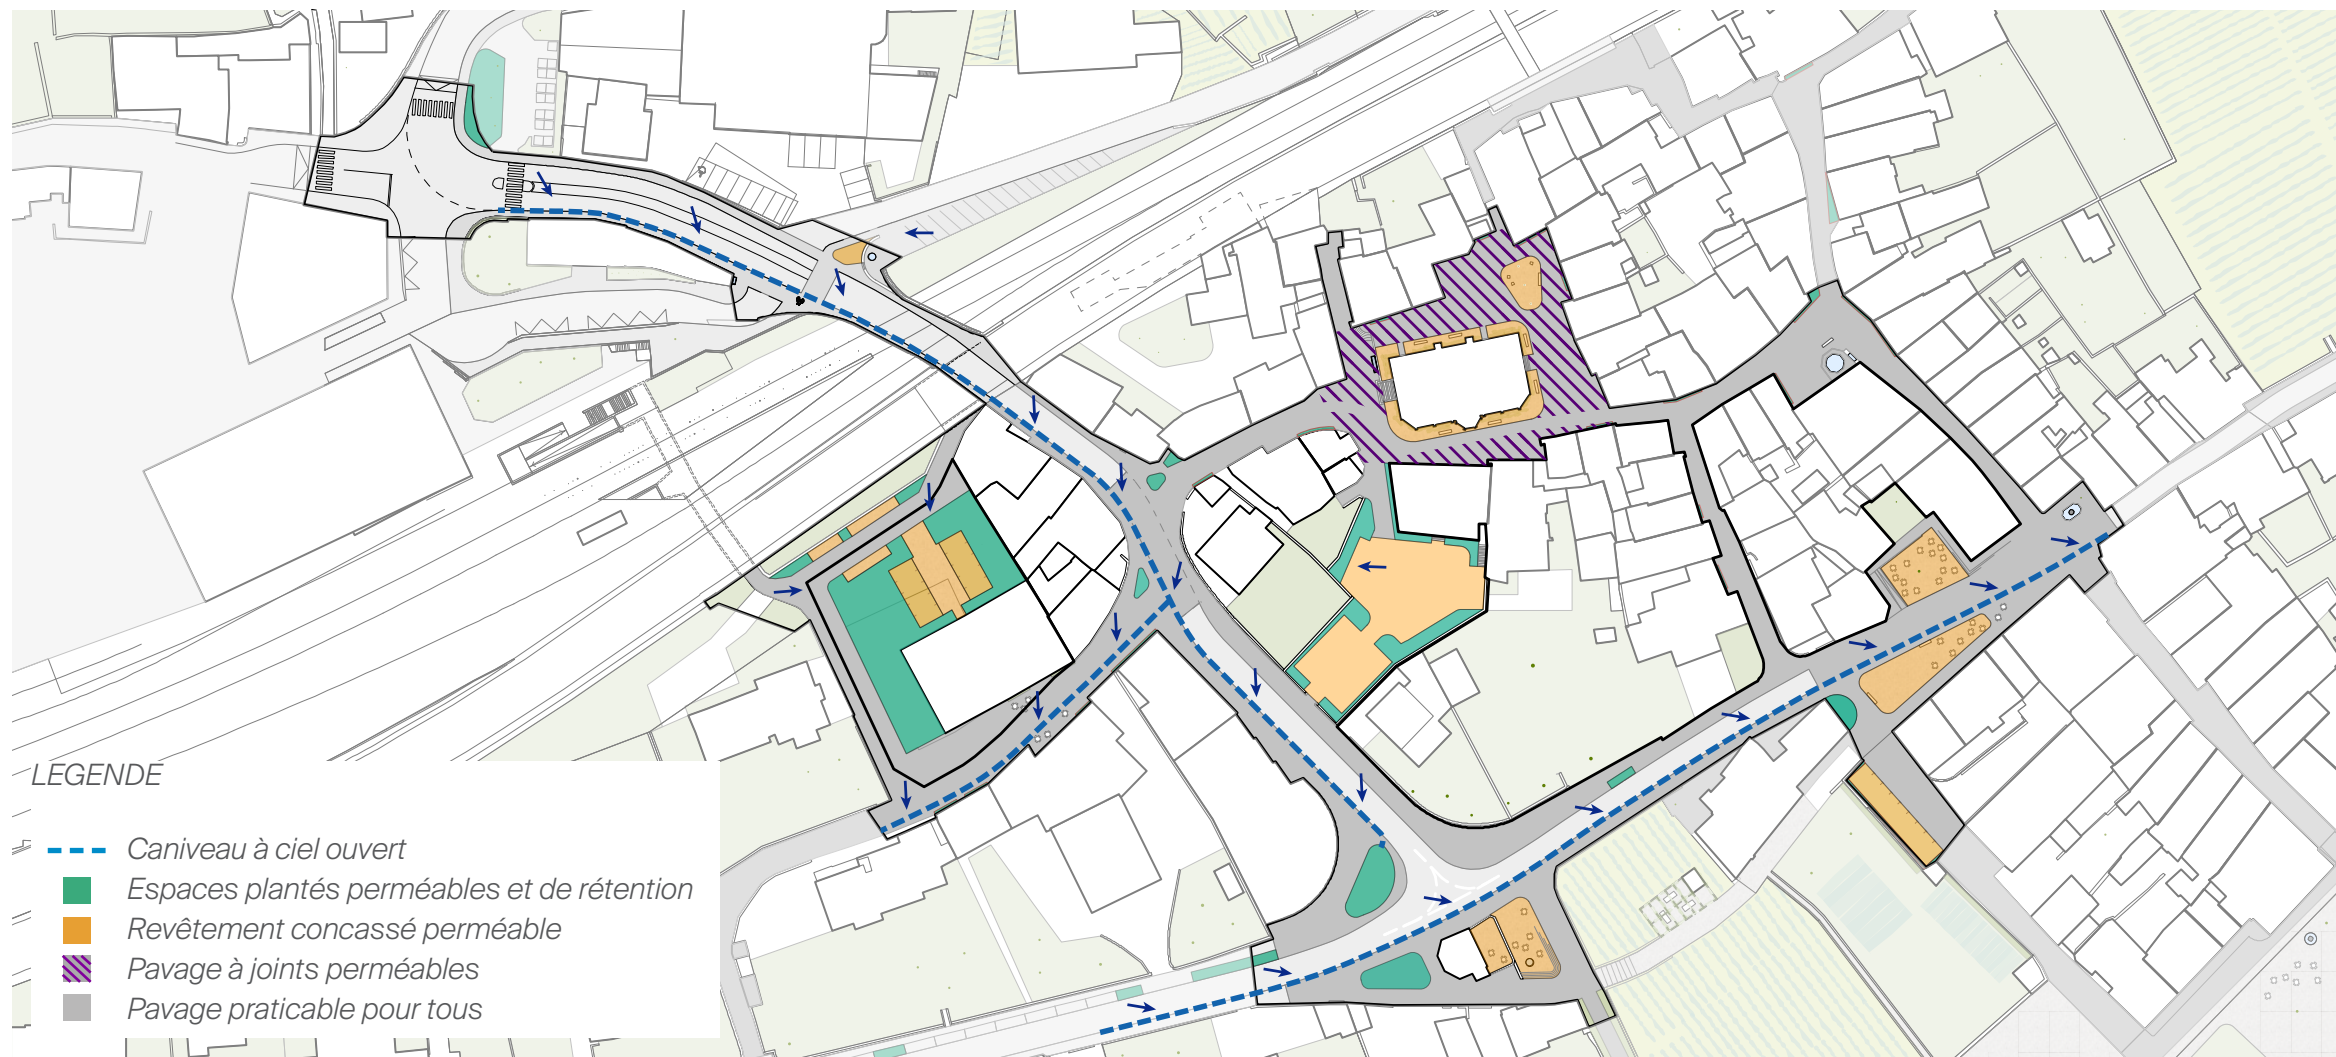 LEGENDE
Caniveau à ciel ouvert
Espaces plantés perméables et de rétention
Revêtement concassé perméable
Pavage à joints perméables
Pavage praticable pour tous